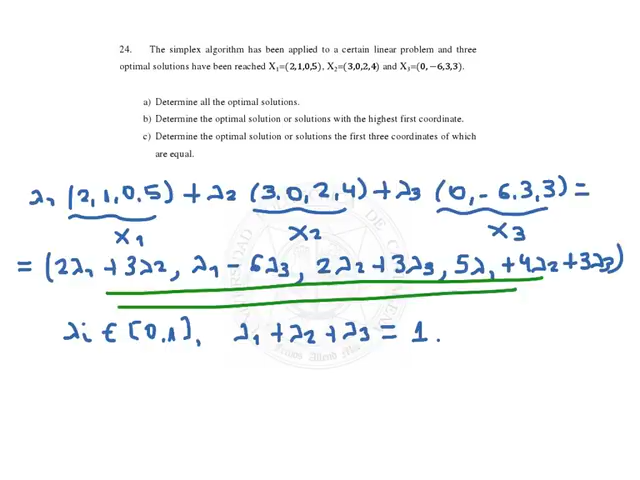 24. The simplex algorithm has been applied to a certain linear problem and three
optimal solutions have been reached X₁=(2,1,0,5), X₂=(3,0,2,4) and X₃=(0,−6,3,3).
a) Determine all the optimal solutions.
b) Determine the optimal solution or solutions with the highest first coordinate.
c) Determine the optimal solution or solutions the first three coordinates of which
are equal.
λ₁ (2,1,0.5) + λ₂ (3.0,2,4) + λ₃ (0,-6.3,3) =
X₁ X₂ X₃
= (2λ₁ + 3λ₂, λ₁ - 6λ₃, 2λ₂ + 3λ₃, 5λ₁ + 4λ₂ + 3λ₃)
λi ∈ [0,1], λ₁ + λ₂ + λ₃ = 1.